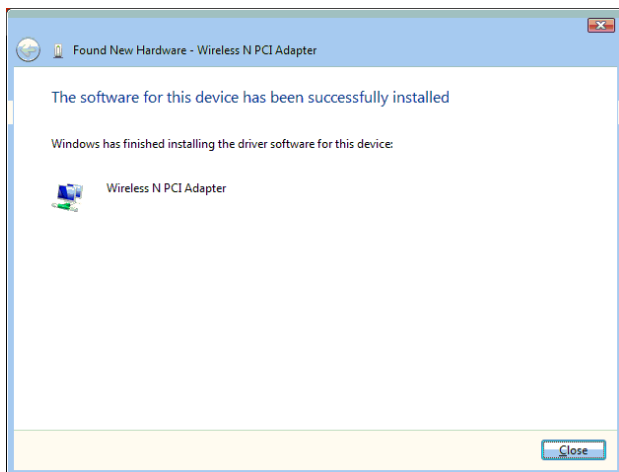 Found New Hardware - Wireless N PCI Adapter
The software for this device has been successfully installed
Windows has finished installing the driver software for this device:
Wireless N PCI Adapter
Close